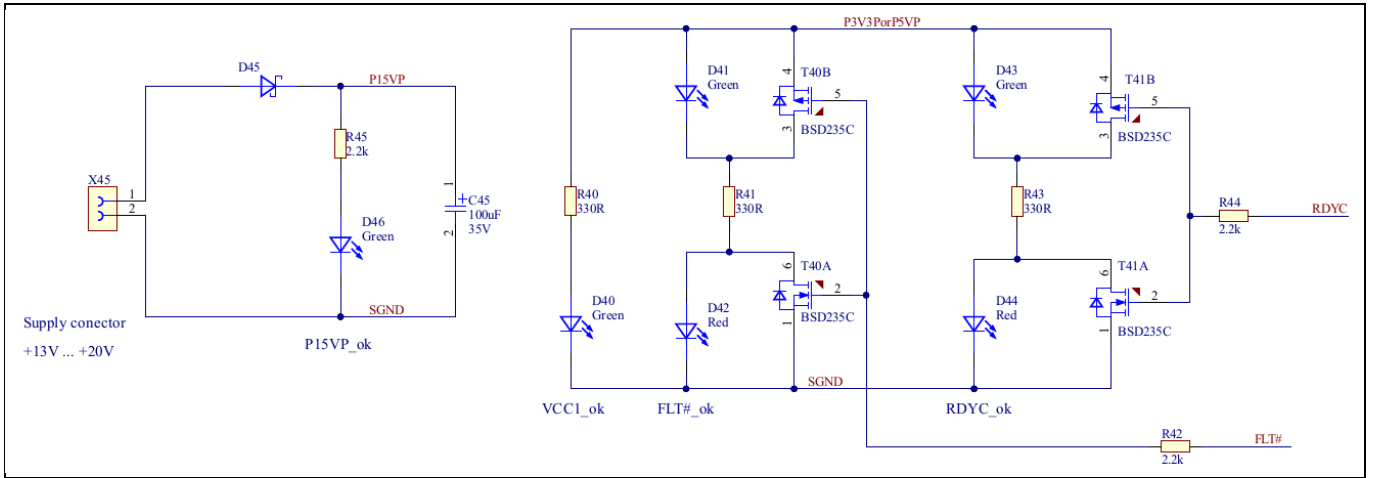 P3V3PorP5VP
D45
P15VP
D41
Green
4
T40B
5
3
BSD235C
D43
Green
4
T41B
5
3
BSD235C
R45
2.2k
X45
1
2
1
C45
100uF
35V
2
D46
Green
R40
330R
R41
330R
R43
330R
R44
2.2k
RDYC
6
T40A
2
1
BSD235C
6
T41A
2
1
BSD235C
D40
Green
D42
Red
D44
Red
SGND
Supply conector
+13V ... +20V
P15VP_ok
SGND
VCC1_ok
FLT#_ok
RDYC_ok
R42
2.2k
FLT#